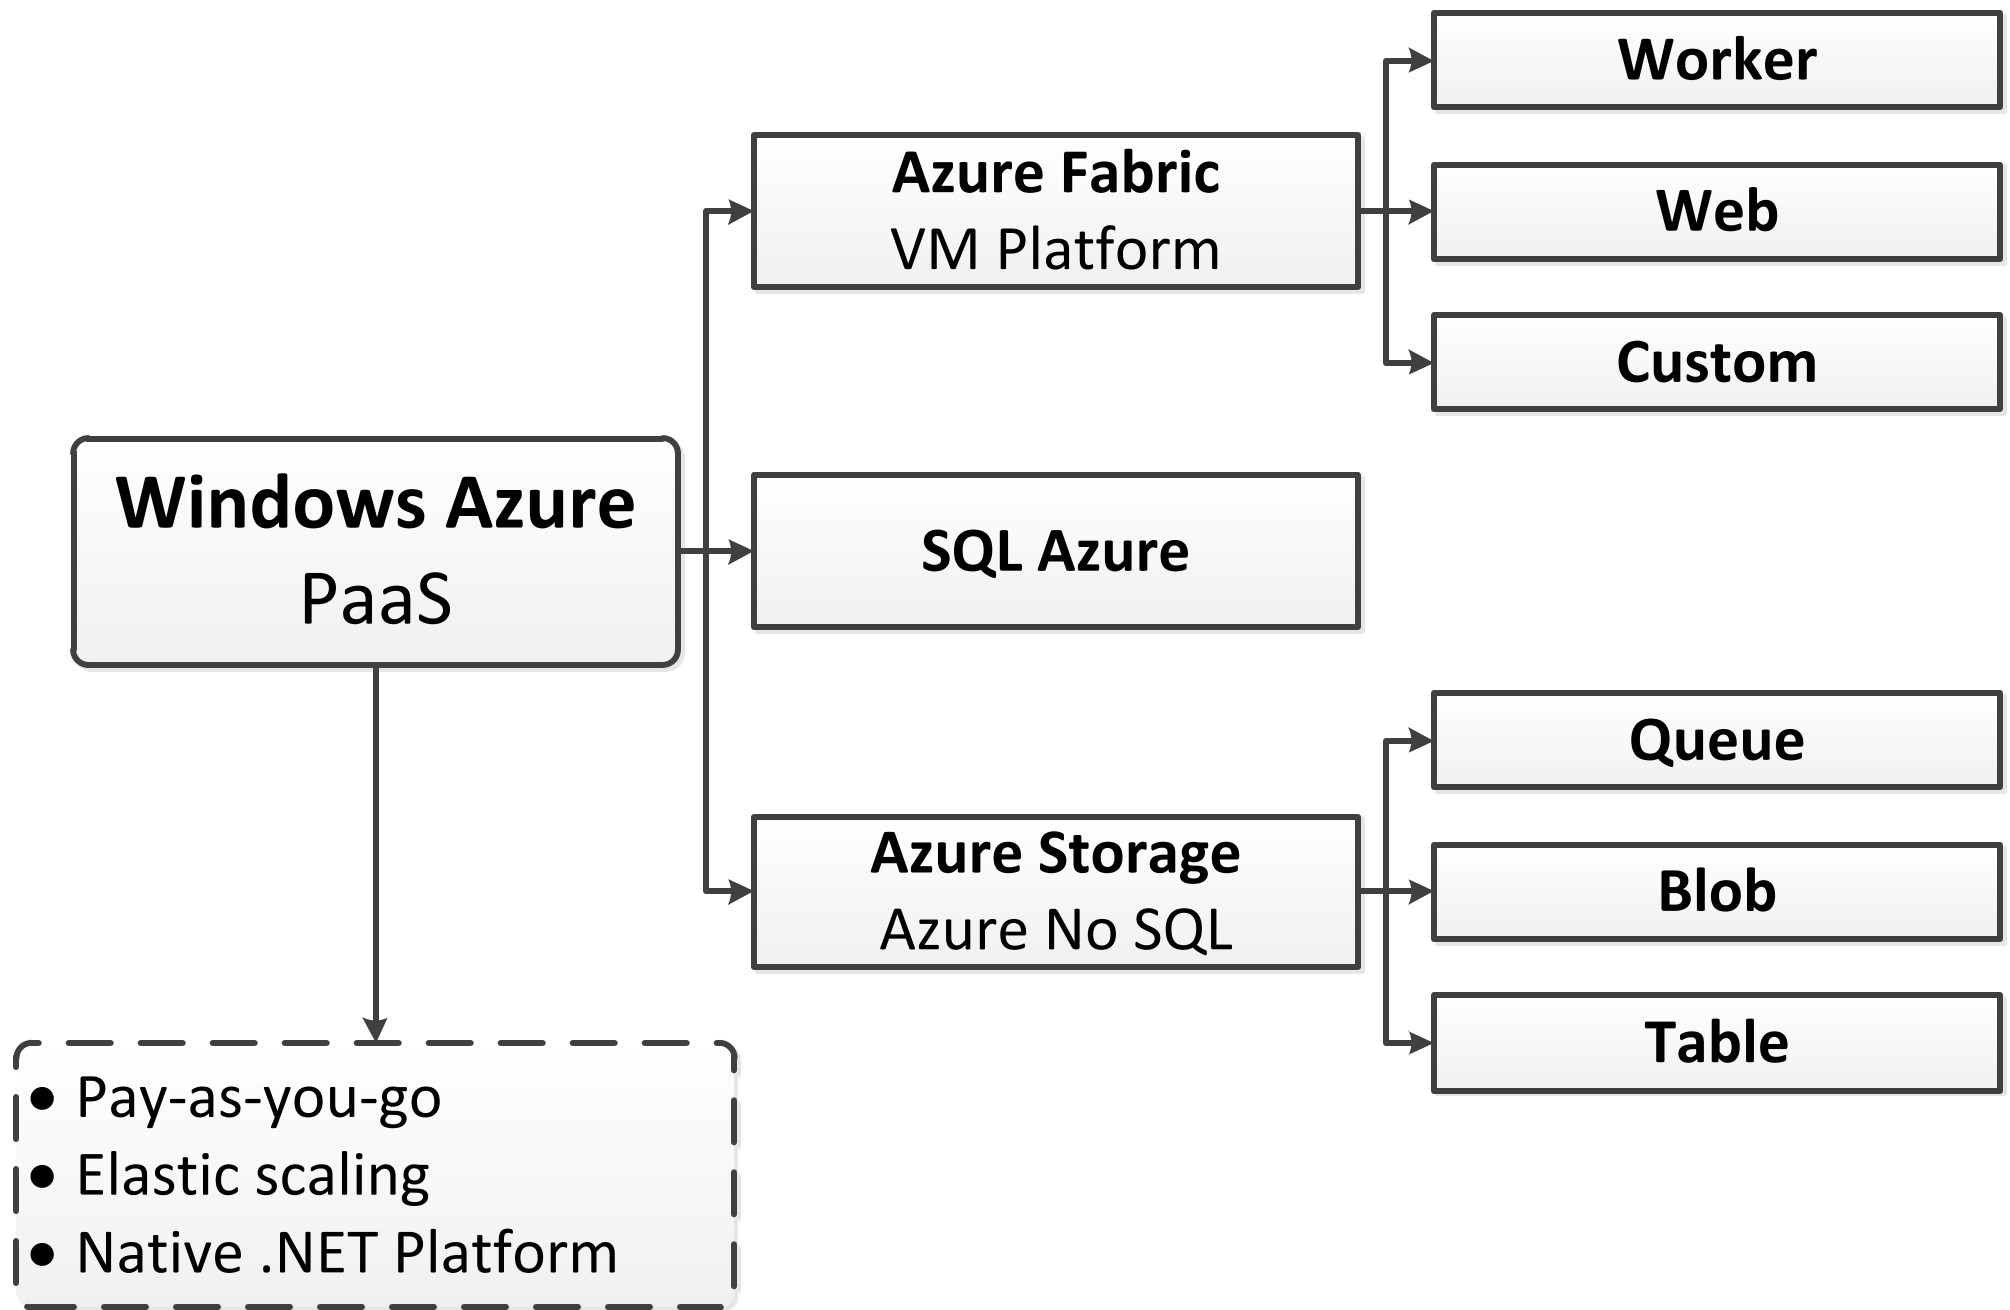 Worker
Azure Fabric
VM Platform
Web
Custom
Windows Azure
PaaS
SQL Azure
Queue
Azure Storage
Azure No SQL
Blob
Table
● Pay-as-you-go
● Elastic scaling
● Native .NET Platform